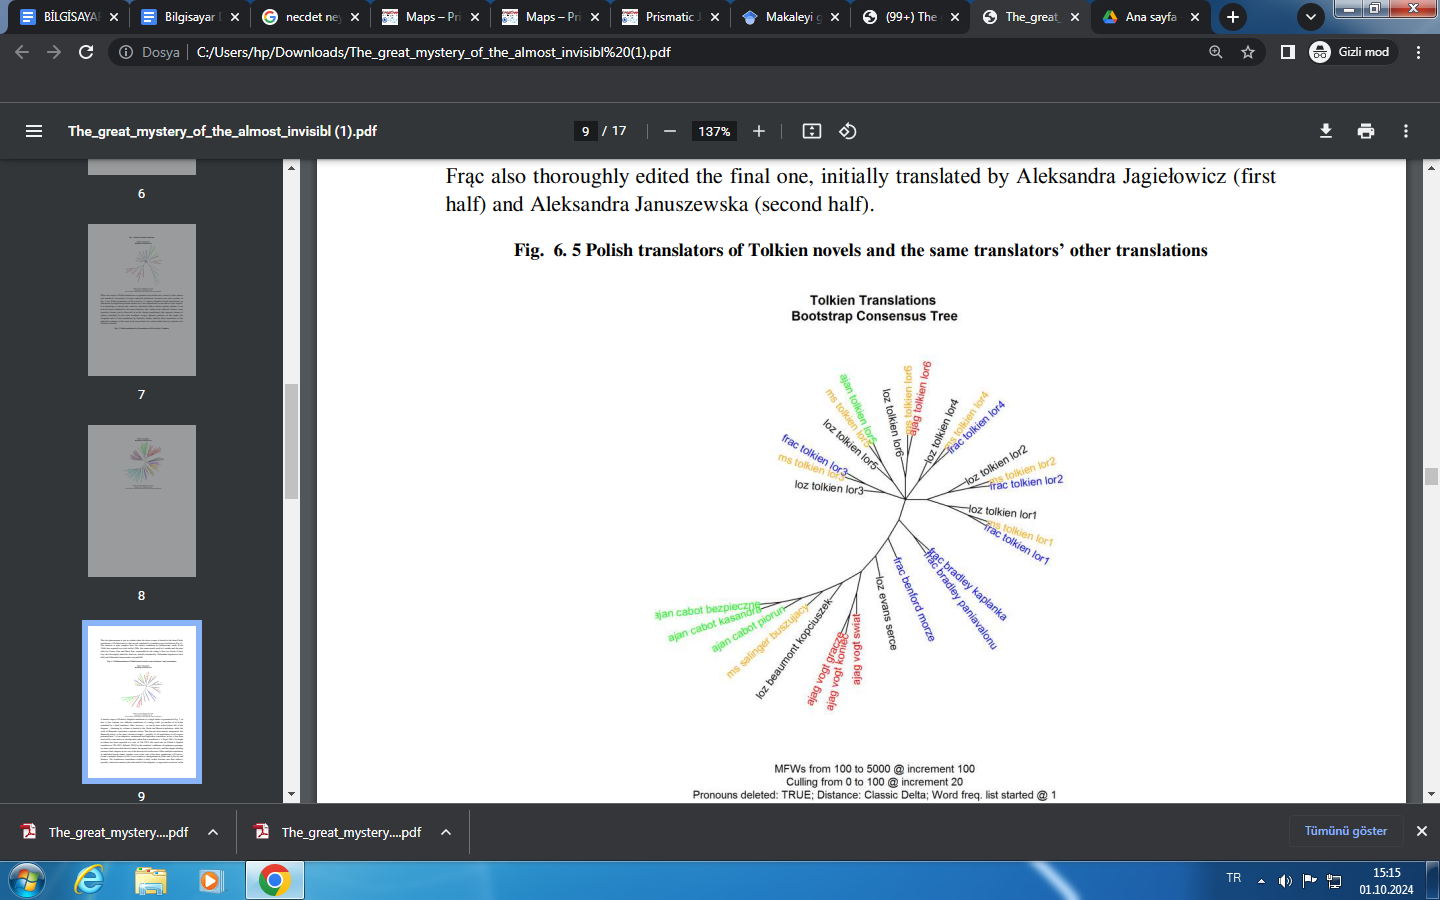 BİLGİSAYAR
Bilgisayar
necdet ney
Maps – Pri
Maps – Pri
Prismatic J
Makaleyi g
(99+) The
The_great_
Ana sayfa
Dosya
C:/Users/hp/Downloads/The_great_mystery_of_the_almost_invisibl%20(1).pdf
Gizli mod
The_great_mystery_of_the_almost_invisibl (1).pdf
9 / 17
137%
6
7
8
9
Frąc also thoroughly edited the final one, initially translated by Aleksandra Jagiełowicz (first
half) and Aleksandra Januszewska (second half).
Fig. 6. 5 Polish translators of Tolkien novels and the same translators’ other translations
Tolkien Translations
Bootstrap Consensus Tree
ajan tolkien lor5
ms tolkien lor5
loz tolkien lor5
frac tolkien lor3
ms tolkien lor3
loz tolkien lor3
loz tolkien lor6
ms tolkien lor6
ajag tolkien lor6
loz tolkien lor4
ms tolkien lor4
frac tolkien lor4
loz tolkien lor2
ms tolkien lor2
frac tolkien lor2
loz tolkien lor1
ms tolkien lor1
frac tolkien lor1
frac bradley kaplanka
frac bradley paniavalonu
frac benford morze
loz evans serce
ajag vogt swiat
ajag vogt koniec
ajag vogt gracze
loz beaumont kopciuszek
ms salinger buszujacy
ajan cabot piorun
ajan cabot kasandra
ajan cabot bezpieczne
MFWs from 100 to 5000 @ increment 100
Culling from 0 to 100 @ increment 20
Pronouns deleted: TRUE; Distance: Classic Delta; Word freq. list started @ 1
The_great_mystery....pdf
The_great_mystery....pdf
Tümünü göster
TR
15:15
01.10.2024